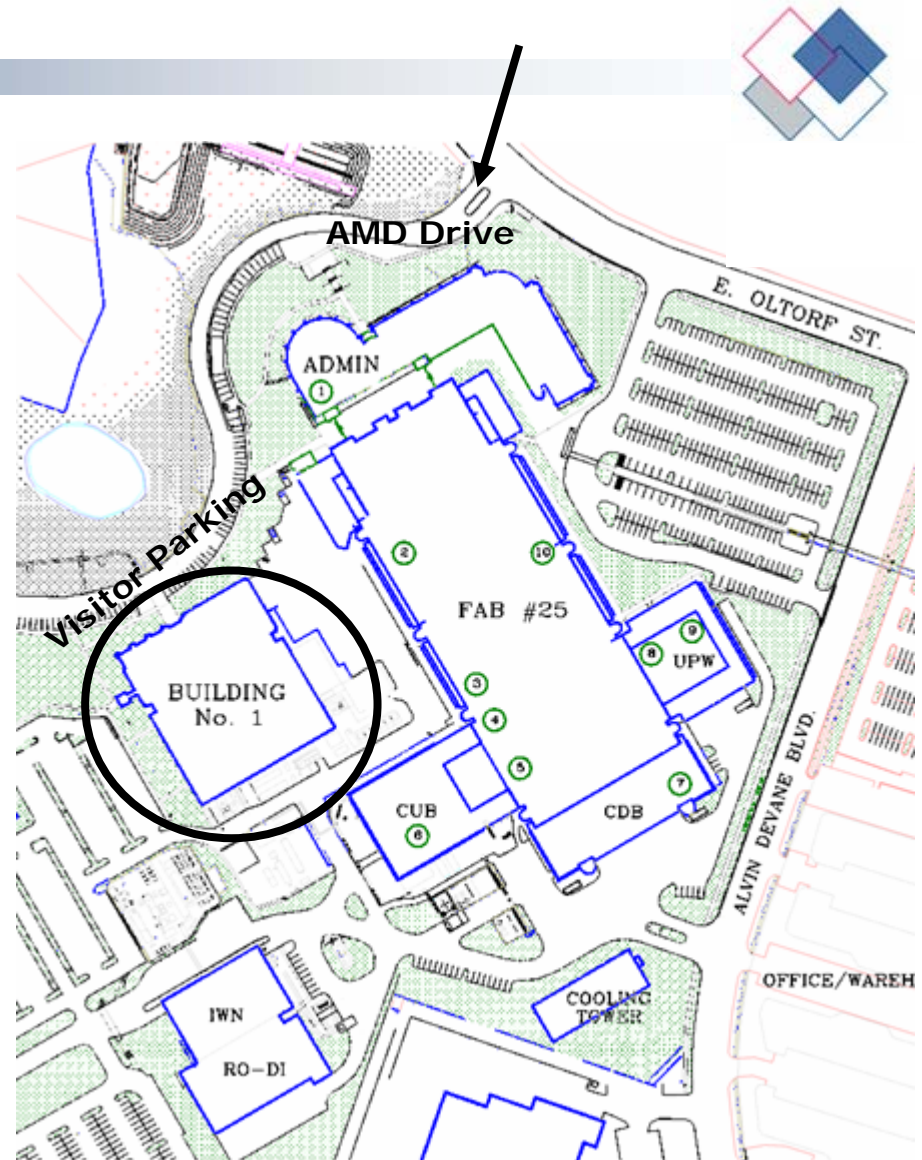 AMD Drive
E. OLTORF ST.
ADMIN
1
Visitor Parking
2
10
FAB #25
9
8
UPW
3
BUILDING
No. 1
4
5
7
CUB
CDB
6
ALVIN DEVANE BLVD.
OFFICE/WAREH
COOLING
TOWER
IWN
RO-DI